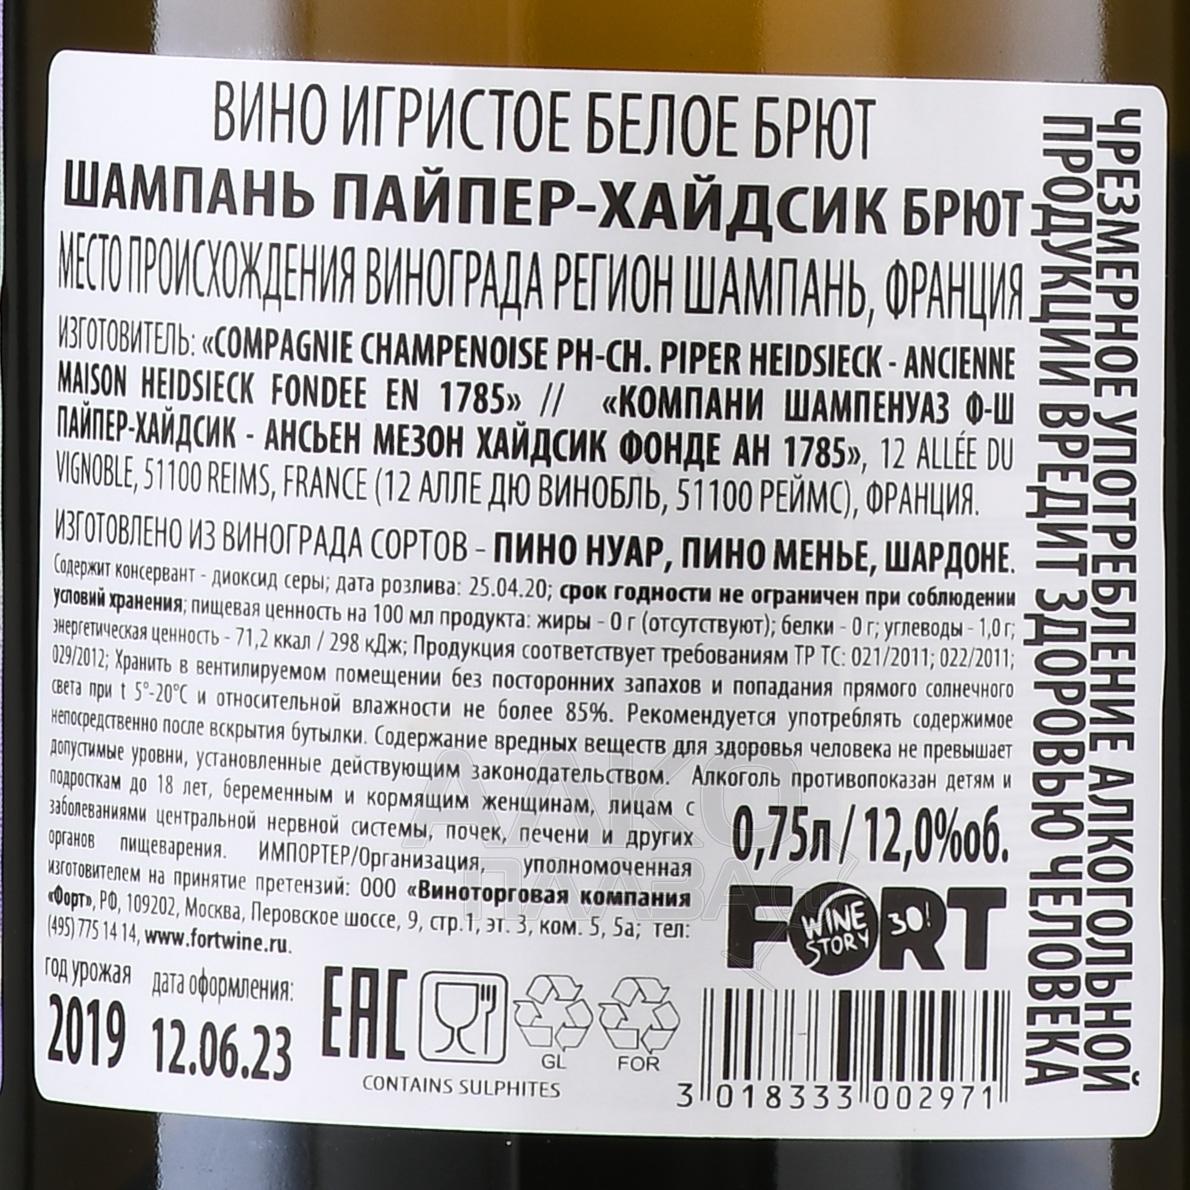 ВИНО ИГРИСТОЕ БЕЛОЕ БРЮТ
ШАМПАНЬ ПАЙПЕР-ХАЙДСИК БРЮТ
МЕСТО ПРОИСХОЖДЕНИЯ ВИНОГРАДА РЕГИОН ШАМПАНЬ, ФРАНЦИЯ
ИЗГОТОВИТЕЛЬ: «COMPAGNIE CHAMPENOISE PH-CH. PIPER HEIDSIECK - ANCIENNE
MAISON HEIDSIECK FONDEE EN 1785» // «КОМПАНИ ШАМПЕНУАЗ Ф-Ш
ПАЙПЕР-ХАЙДСИК - АНСЬЕН МЕЗОН ХАЙДСИК ФОНДЕ АН 1785», 12 ALLÉE DU
VIGNOBLE, 51100 REIMS, FRANCE (12 АЛЛЕ ДЮ ВИНОБЛЬ, 51100 РЕЙМС), ФРАНЦИЯ.
ИЗГОТОВЛЕНО ИЗ ВИНОГРАДА СОРТОВ - ПИНО НУАР, ПИНО МЕНЬЕ, ШАРДОНЕ.
Содержит консервант - диоксид серы; дата розлива: 25.04.20; срок годности не ограничен при соблюдении
условий хранения; пищевая ценность на 100 мл продукта: жиры - 0 г (отсутствуют); белки - 0 г; углеводы - 1,0 г;
энергетическая ценность - 71,2 ккал / 298 кДж; Продукция соответствует требованиям ТР ТС: 021/2011; 022/2011;
029/2012; Хранить в вентилируемом помещении без посторонних запахов и попадания прямого солнечного
света при t 5°-20°С и относительной влажности не более 85%. Рекомендуется употреблять содержимое
непосредственно после вскрытия бутылки. Содержание вредных веществ для здоровья человека не превышает
допустимые уровни, установленные действующим законодательством. Алкоголь противопоказан детям и
подросткам до 18 лет, беременным и кормящим женщинам, лицам с
заболеваниями центральной нервной системы, почек, печени и других
органов пищеварения. ИМПОРТЕР/Организация, уполномоченная
изготовителем на принятие претензий: ООО «Виноторговая компания
«Форт», РФ, 109202, Москва, Перовское шоссе, 9, стр.1, эт. 3, ком. 5, 5а; тел:
(495) 775 14 14, www.fortwine.ru.
0,75л / 12,0%об.
FORT
WINE
STORY
30!
год урожая
2019
дата оформления:
12.06.23
EAC
GL
FOR
CONTAINS SULPHITES
3 018333 002971
ЧРЕЗМЕРНОЕ УПОТРЕБЛЕНИЕ АЛКОГОЛЬНОЙ
ПРОДУКЦИИ ВРЕДИТ ЗДОРОВЬЮ ЧЕЛОВЕКА
АЛКО
ПЛАЗА